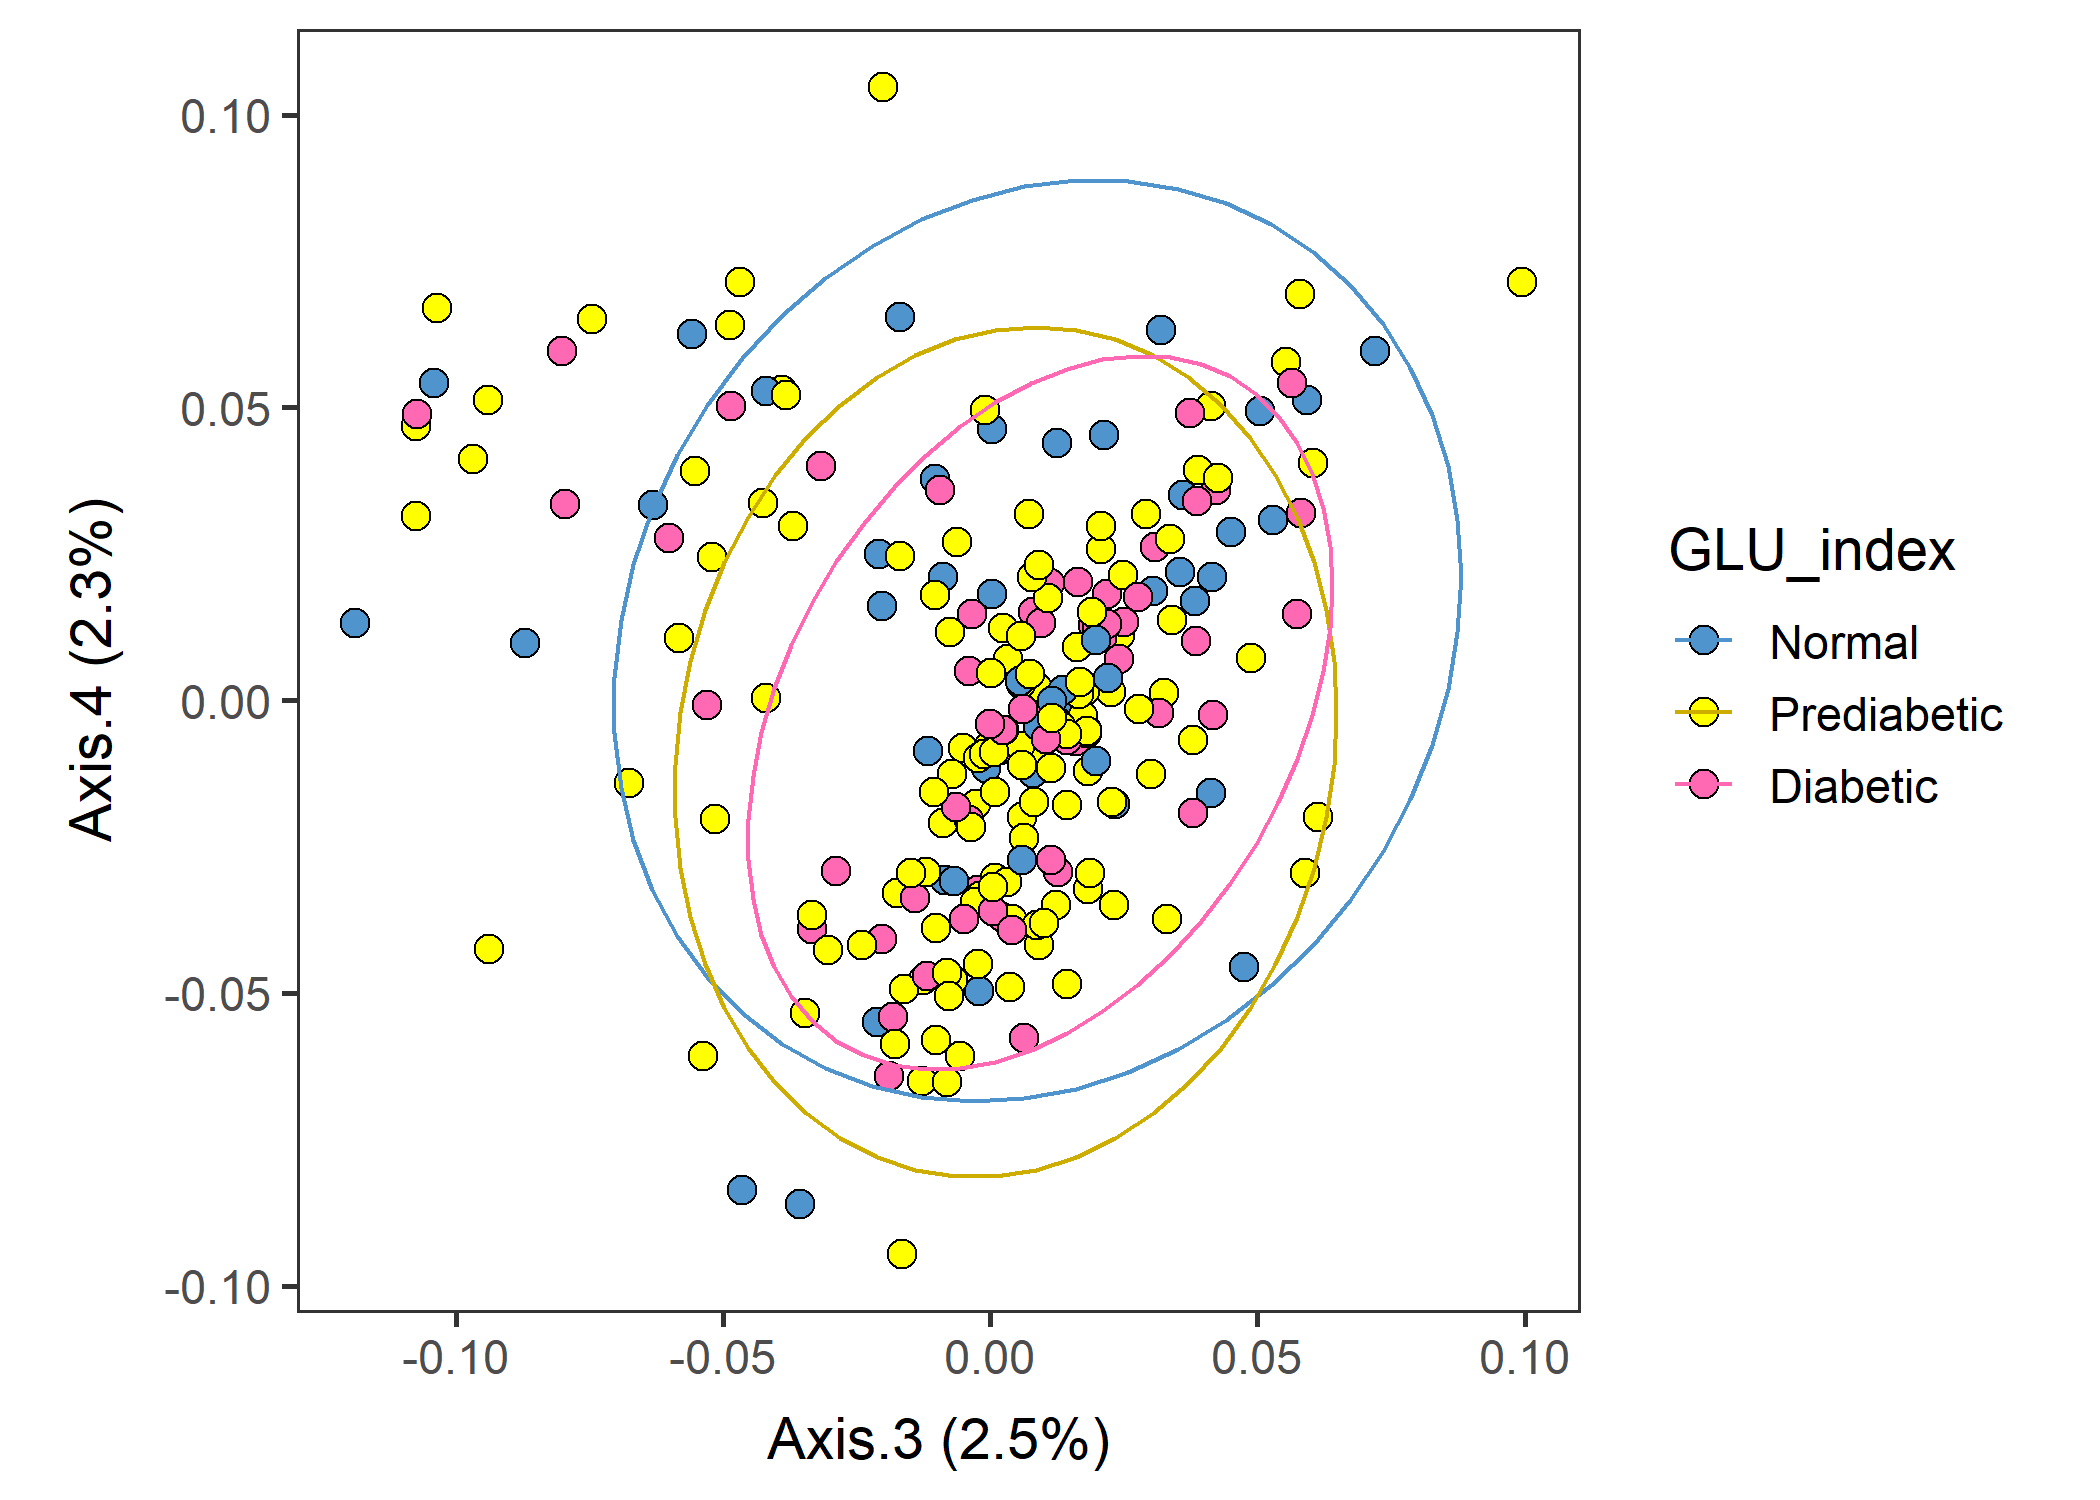 0.10
0.05
0.00
-0.05
-0.10
Axis.4 (2.3%)
-0.10 -0.05 0.00 0.05 0.10
Axis.3 (2.5%)
GLU_index
Normal
Prediabetic
Diabetic